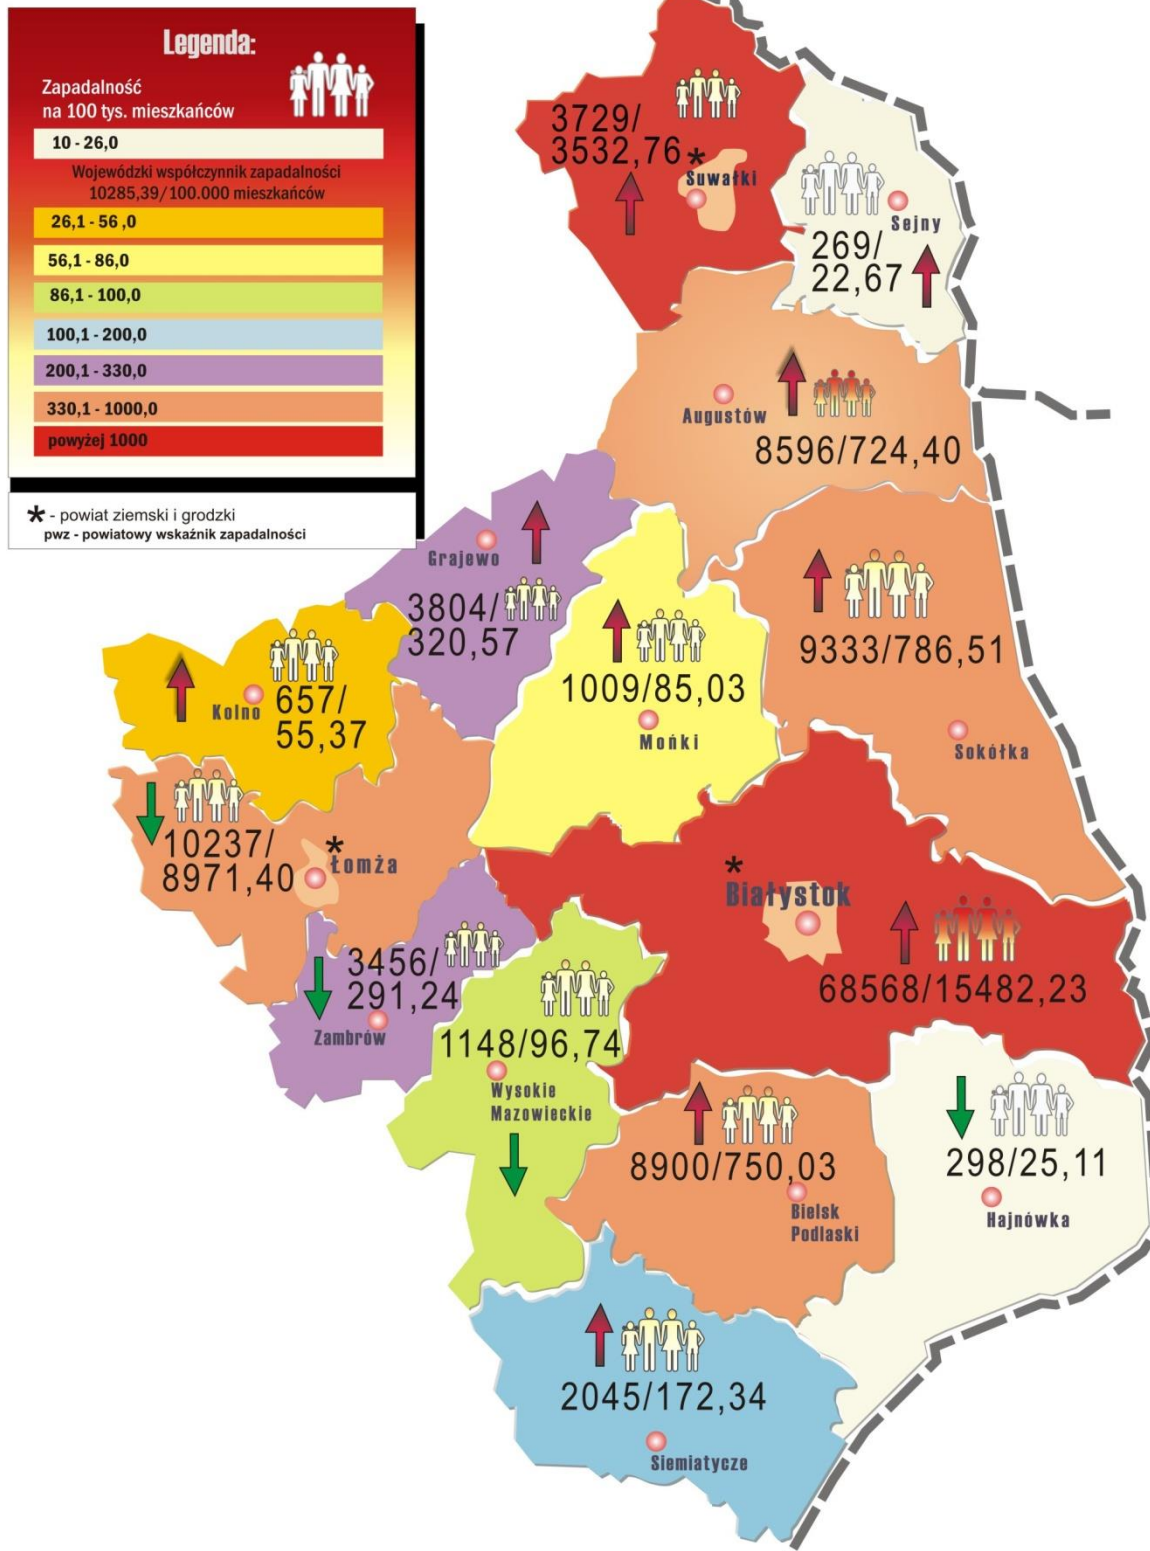 Legenda:
Zapadalność
na 100 tys. mieszkańców
10 - 26,0
Wojewódzki współczynnik zapadalności
10285,39/100.000 mieszkańców
26,1 - 56 ,0
56,1 - 86,0
86,1 - 100,0
100,1 - 200,0
200,1 - 330,0
330,1 - 1000,0
powyżej 1000
* - powiat ziemski i grodzki
pwz - powiatowy wskaźnik zapadalności
3729/
3532,76
*
Suwałki
Sejny
269/
22,67
Augustów
8596/724,40
Grajewo
3804/
320,57
9333/786,51
Sokółka
1009/85,03
Mońki
Kolno
657/
55,37
10237/
8971,40
*
Łomża
*
Białystok
68568/15482,23
3456/
291,24
Zambrów
1148/96,74
Wysokie
Mazowieckie
8900/750,03
Bielsk
Podlaski
298/25,11
Hajnówka
2045/172,34
Siemiatycze